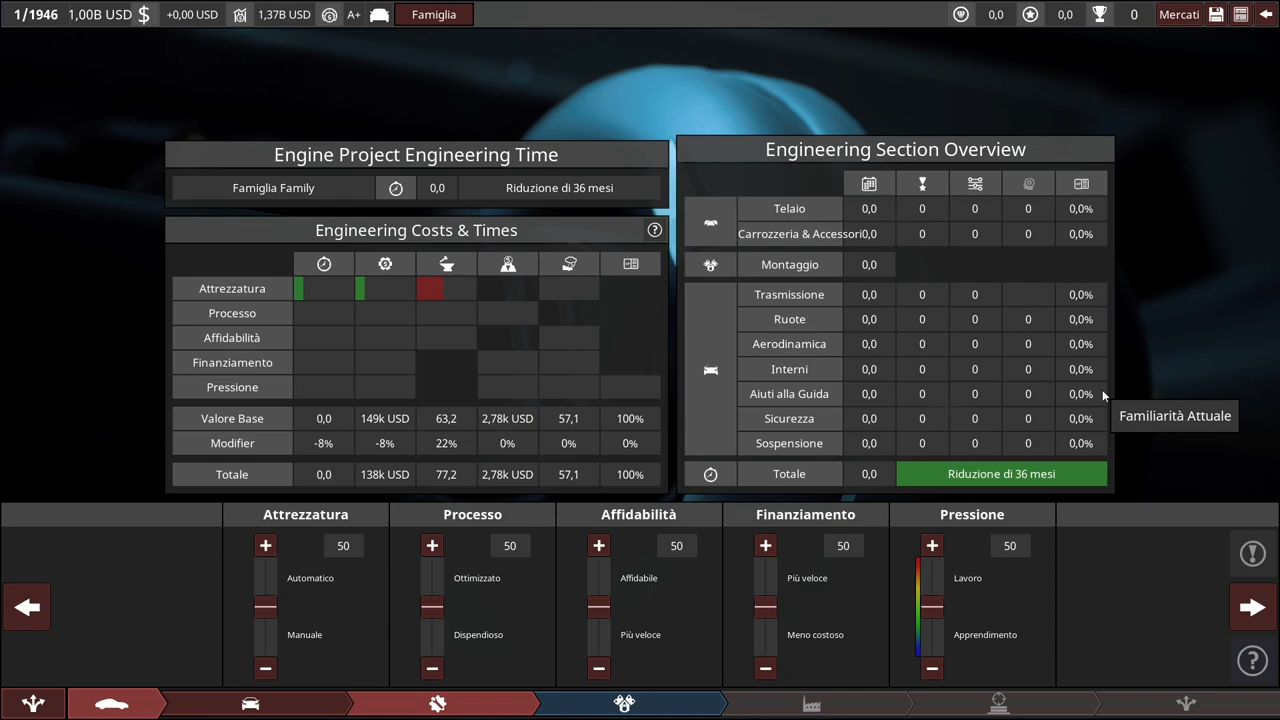 1/1946 1,00B USD $ +0,00 USD 1,37B USD A+ Famiglia 0,0 0,0 0 Mercati
Engine Project Engineering Time
Famiglia Family 0,0 Riduzione di 36 mesi
Engineering Costs & Times ?
Attrezzatura
Processo
Affidabilità
Finanziamento
Pressione
Valore Base 0,0 149k USD 63,2 2,78k USD 57,1 100%
Modifier -8% -8% 22% 0% 0% 0%
Totale 0,0 138k USD 77,2 2,78k USD 57,1 100%
Engineering Section Overview
Telaio 0,0 0 0 0 0,0%
Carrozzeria & Accessori 0,0 0 0 0 0,0%
Montaggio 0,0
Trasmissione 0,0 0 0 0,0%
Ruote 0,0 0 0 0 0,0%
Aerodinamica 0,0 0 0 0 0,0%
Interni 0,0 0 0 0 0,0%
Aiuti alla Guida 0,0 0 0 0 0,0%
Sicurezza 0,0 0 0 0 0,0%
Sospensione 0,0 0 0 0 0,0%
Totale 0,0 Riduzione di 36 mesi
Familiarità Attuale
Attrezzatura
+ 50
Automatico
Manuale
−
Processo
+ 50
Ottimizzato
Dispendioso
−
Affidabilità
+ 50
Affidabile
Più veloce
−
Finanziamento
+ 50
Più veloce
Meno costoso
−
Pressione
+ 50
Lavoro
Apprendimento
−
!
?